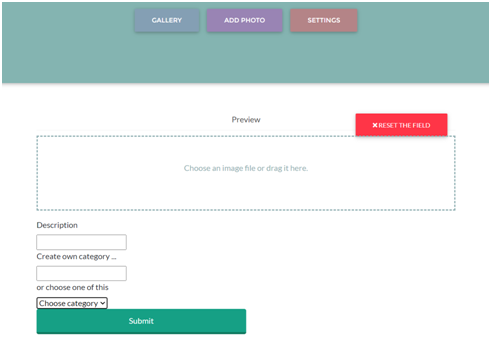 GALLERY ADD PHOTO SETTINGS
Preview
✖ RESET THE FIELD
Choose an image file or drag it here.
Description
Create own category ...
or choose one of this
Choose category
Submit